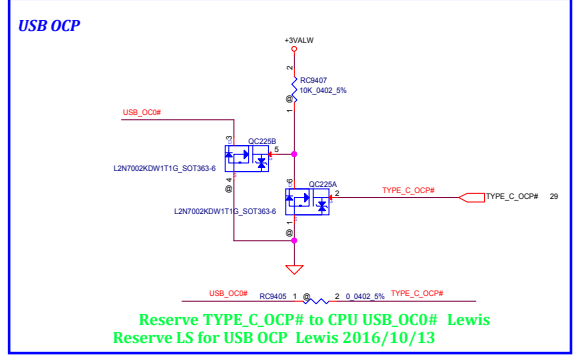 USB OCP
+3VALW
2
RC9407
10K_0402_5%
@
1
USB_OC0#
3
QC225B
5
L2N7002KDW1T1G_SOT363-6
@ 4
6
QC225A
2
TYPE_C_OCP#
TYPE_C_OCP# 29
L2N7002KDW1T1G_SOT363-6
@ 1
USB_OC0# RC9405 1 @ 2 0_0402_5% TYPE_C_OCP#
Reserve TYPE_C_OCP# to CPU USB_OC0# Lewis
Reserve LS for USB OCP Lewis 2016/10/13